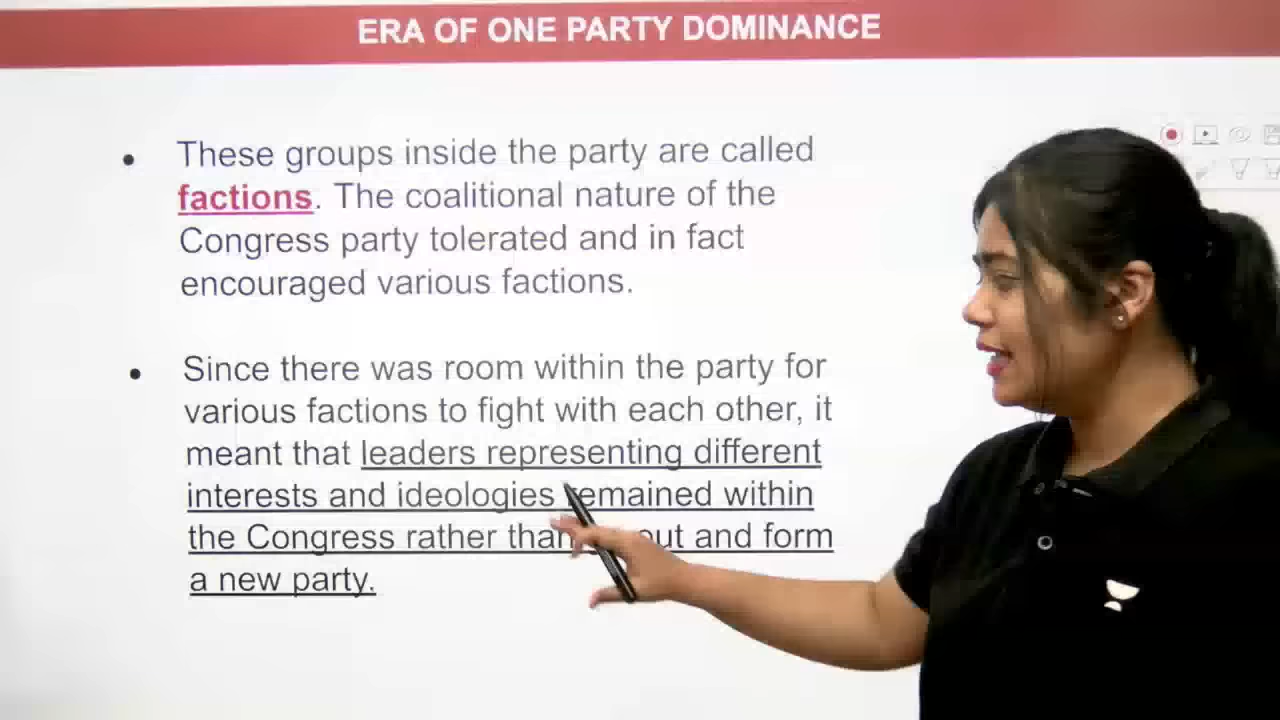 ERA OF ONE PARTY DOMINANCE
• These groups inside the party are called
factions. The coalitional nature of the
Congress party tolerated and in fact
encouraged various factions.
• Since there was room within the party for
various factions to fight with each other, it
meant that leaders representing different
interests and ideologies remained within
the Congress rather than out and form
a new party.